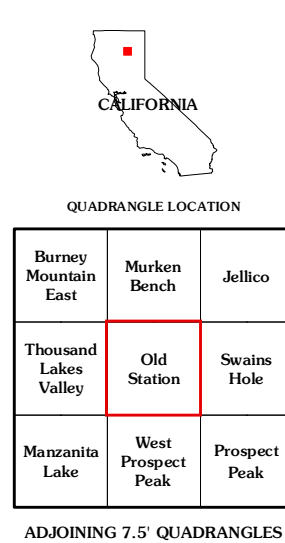 CALIFORNIA
QUADRANGLE LOCATION
Burney
Mountain
East
Murken
Bench
Jellico
Thousand
Lakes
Valley
Old
Station
Swains
Hole
Manzanita
Lake
West
Prospect
Peak
Prospect
Peak
ADJOINING 7.5' QUADRANGLES